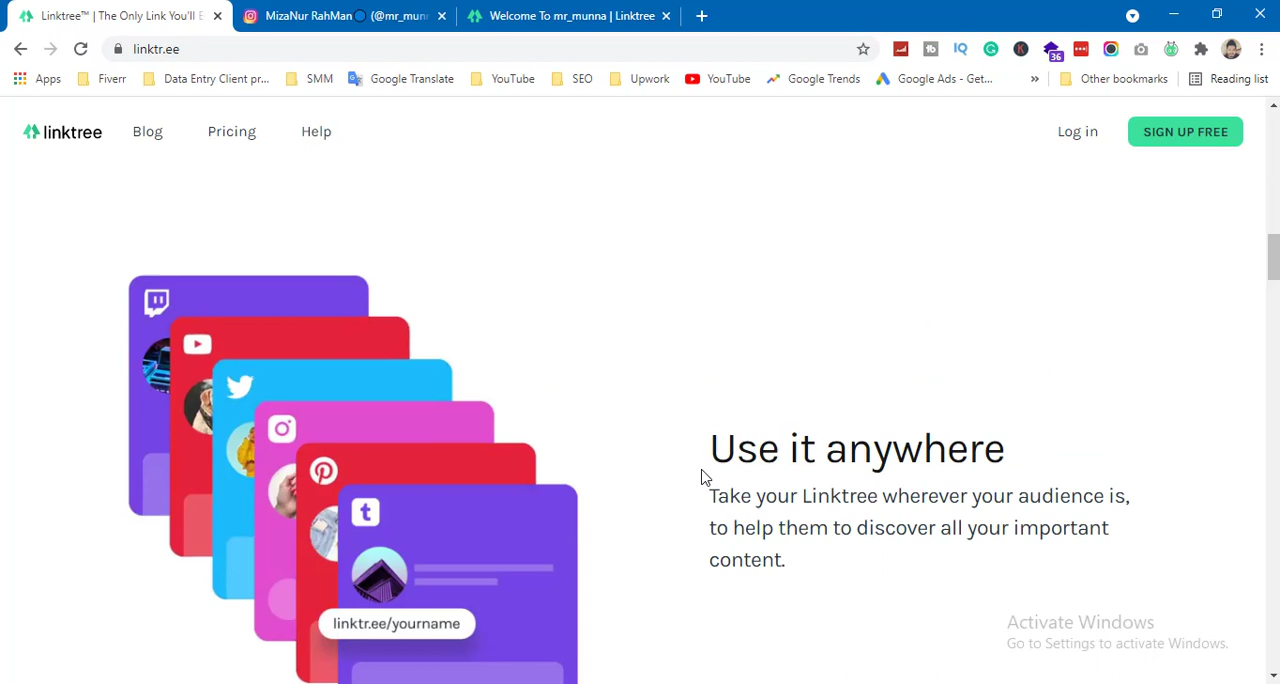 Linktree™ | The Only Link You'll E
MizaNur RahMan (@mr_mun
Welcome To mr_munna | Linktree
linktr.ee
IQ
36
Apps
Fiverr
Data Entry Client pr...
SMM
Google Translate
YouTube
SEO
Upwork
YouTube
Google Trends
Google Ads - Get...
»
Other bookmarks
Reading list
linktree
Blog
Pricing
Help
Log in
SIGN UP FREE
Use it anywhere
Take your Linktree wherever your audience is,
to help them to discover all your important
content.
linktr.ee/yourname
Activate Windows
Go to Settings to activate Windows.